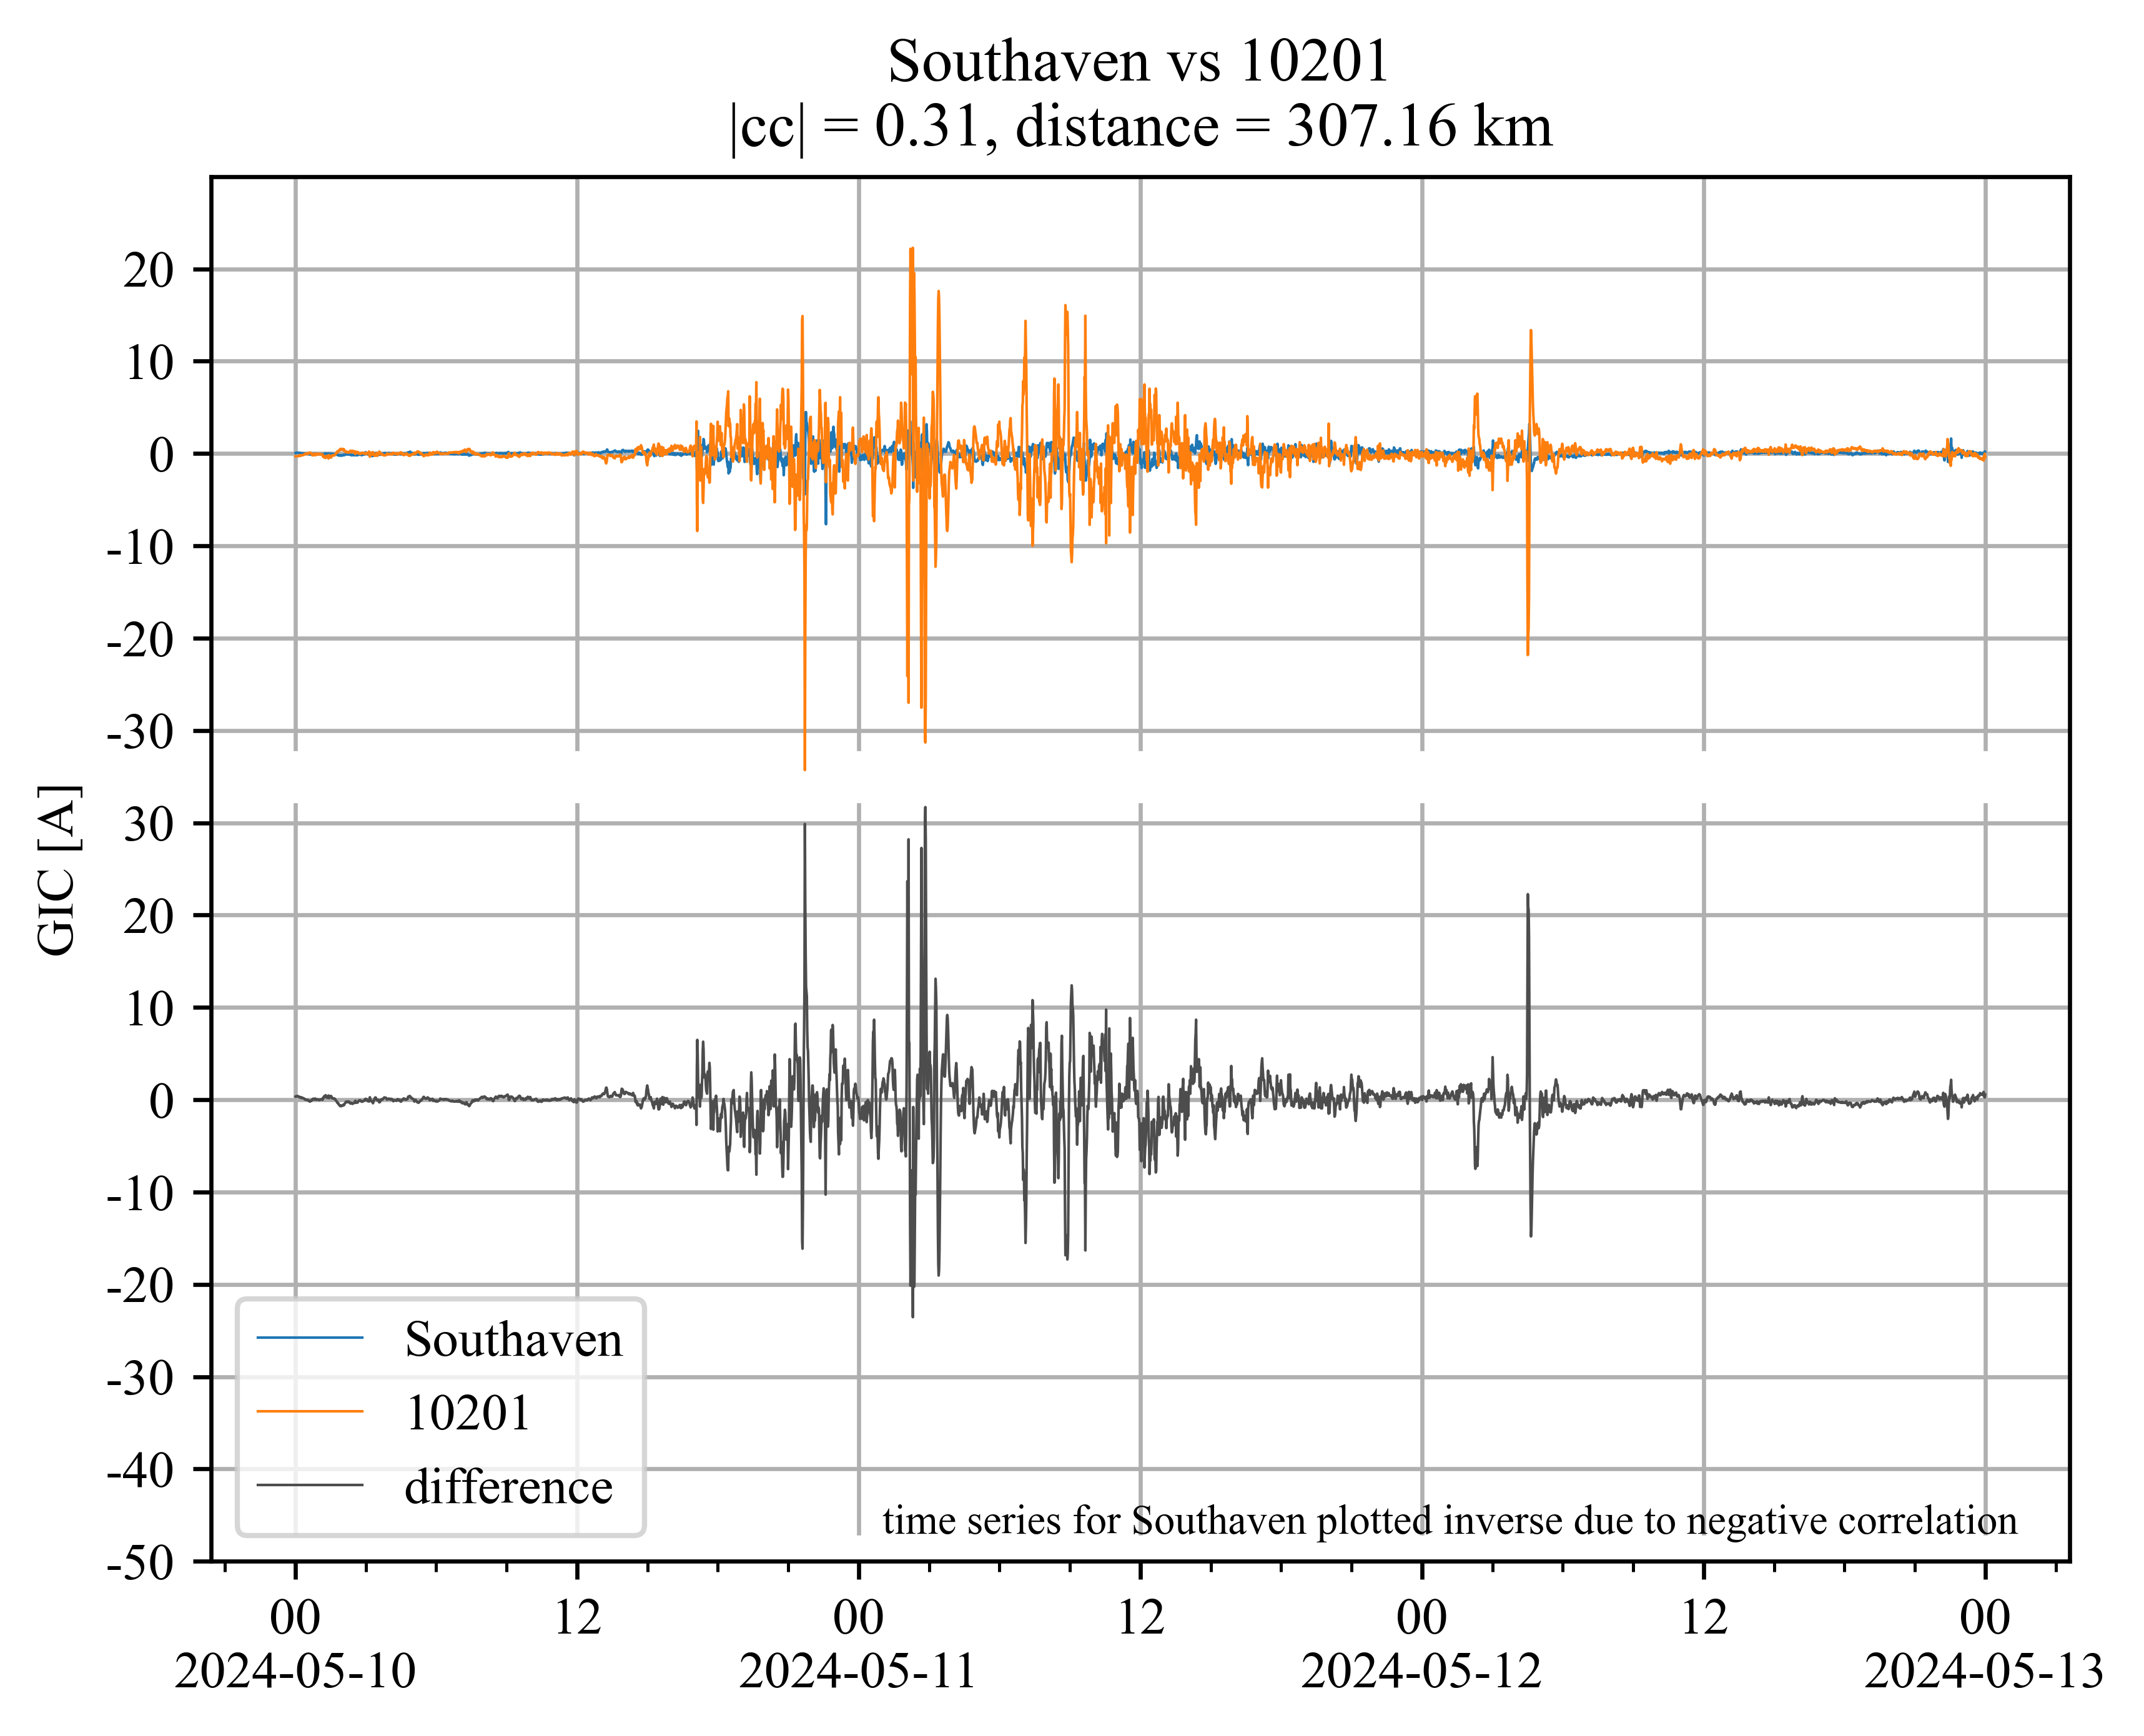 Southaven vs 10201
|cc| = 0.31, distance = 307.16 km
GIC [A]
20
10
0
-10
-20
-30
30
20
10
0
-10
-20
-30
-40
-50
Southaven
10201
difference
time series for Southaven plotted inverse due to negative correlation
00 12 00 12 00 12 00
2024-05-10 2024-05-11 2024-05-12 2024-05-13